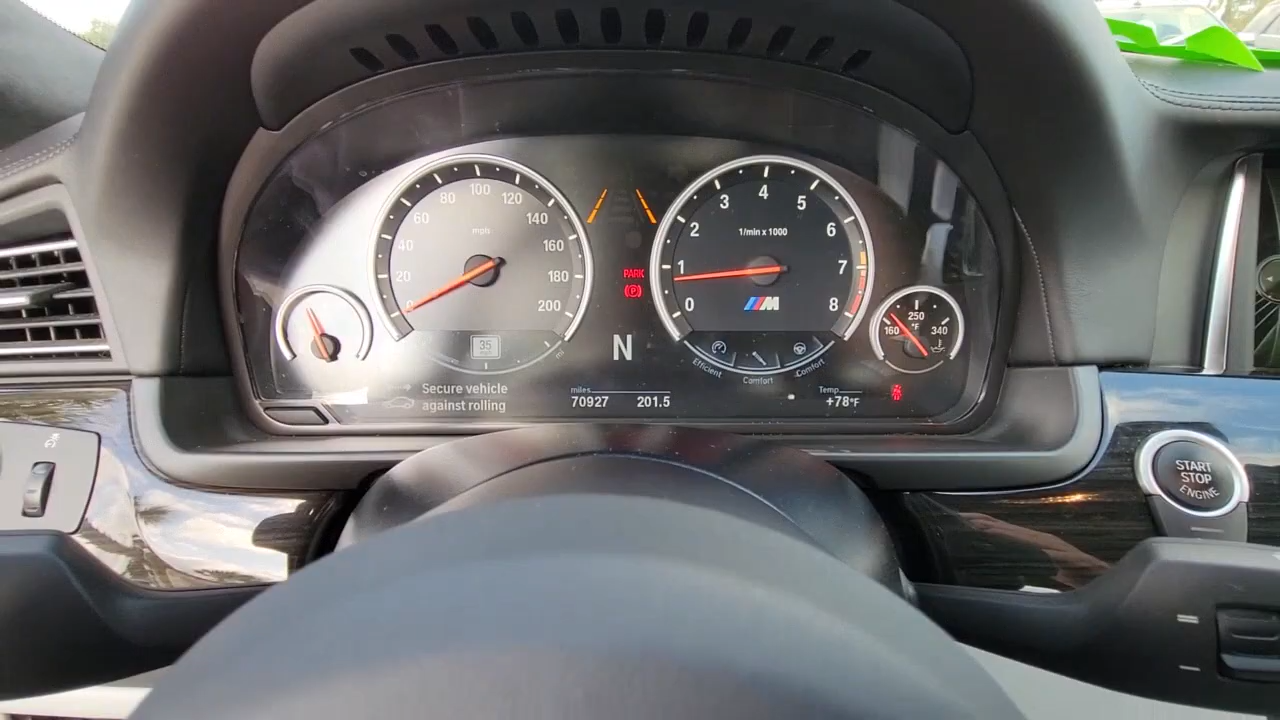 0
20
40
60
80
100
120
140
160
180
200
mph
35
PARK
P
N
0
1
2
3
4
5
6
7
8
1/min x 1000
M
160
250
340
°F
Efficient
Comfort
Comfort
Secure vehicle
against rolling
miles
70927 201.5
Temp.
+78°F
START
STOP
ENGINE